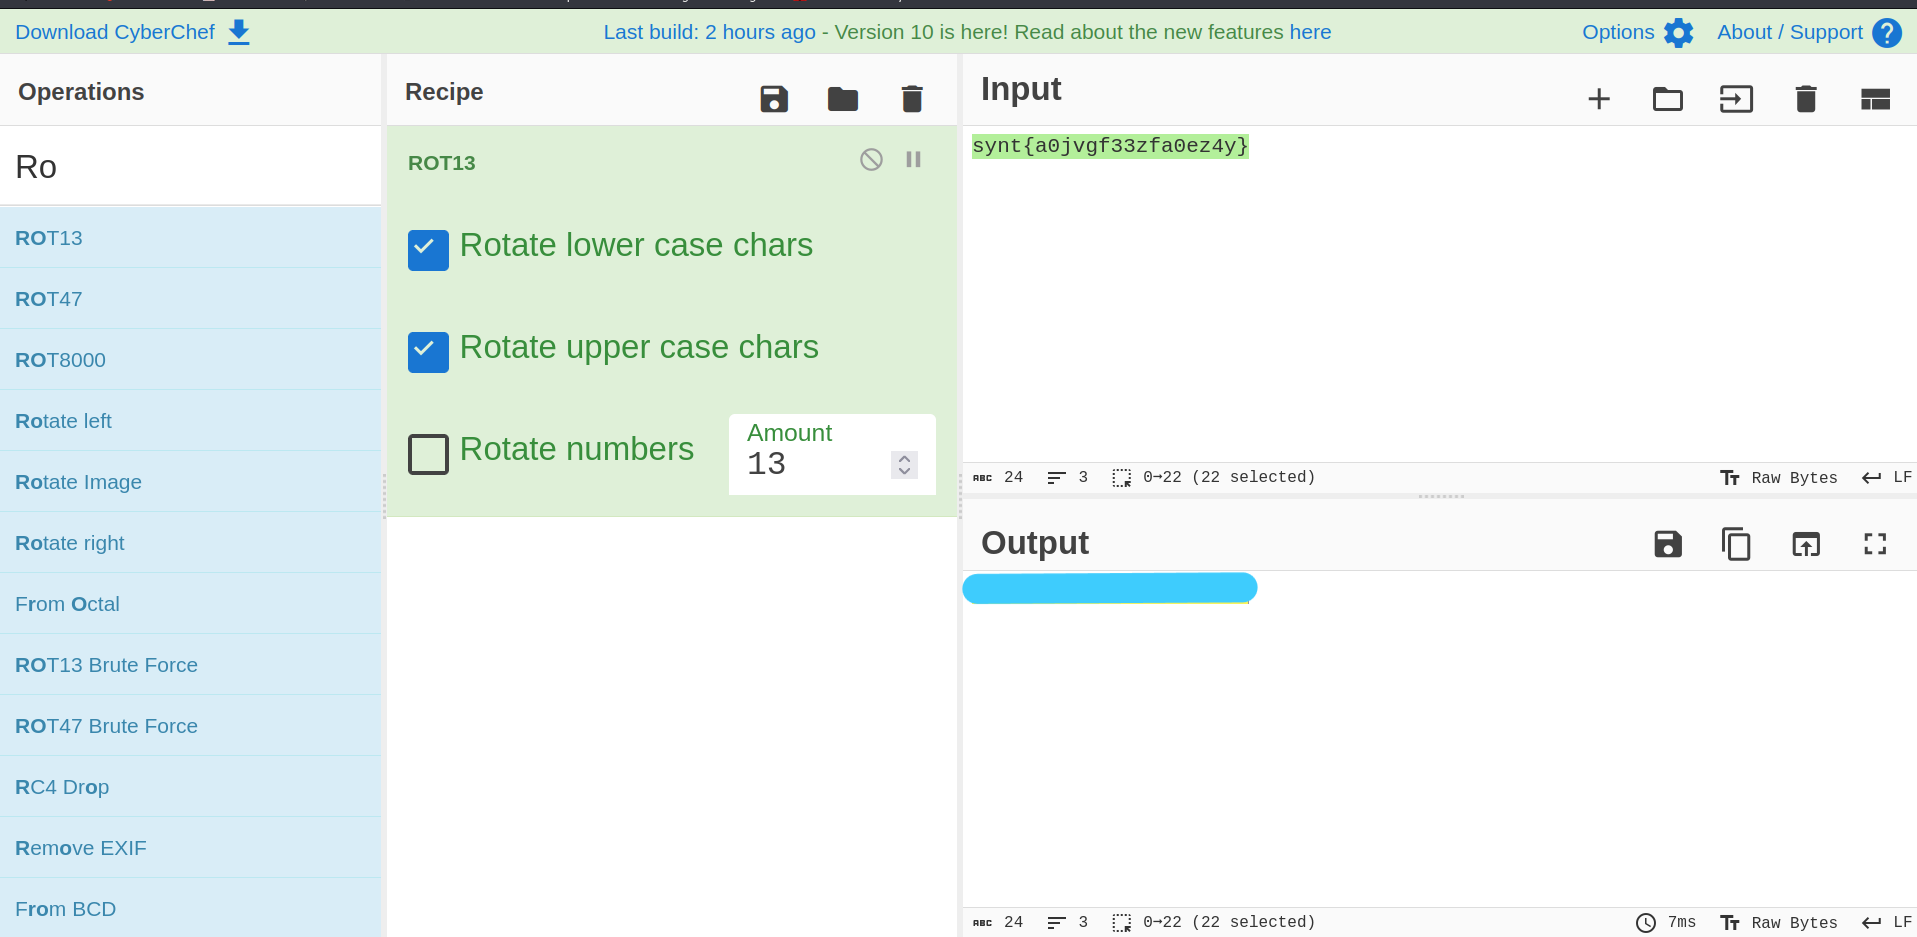 Download CyberChef
Last build: 2 hours ago - Version 10 is here! Read about the new features here
Options
About / Support
Operations
Ro
ROT13
ROT47
ROT8000
Rotate left
Rotate Image
Rotate right
From Octal
ROT13 Brute Force
ROT47 Brute Force
RC4 Drop
Remove EXIF
From BCD
Recipe
ROT13
Rotate lower case chars
Rotate upper case chars
Rotate numbers
Amount
13
Input
synt{a0jvgf33zfa0ez4y}
ABC 24 3 0→22 (22 selected)
Raw Bytes LF
Output
ABC 24 3 0→22 (22 selected)
7ms Raw Bytes LF